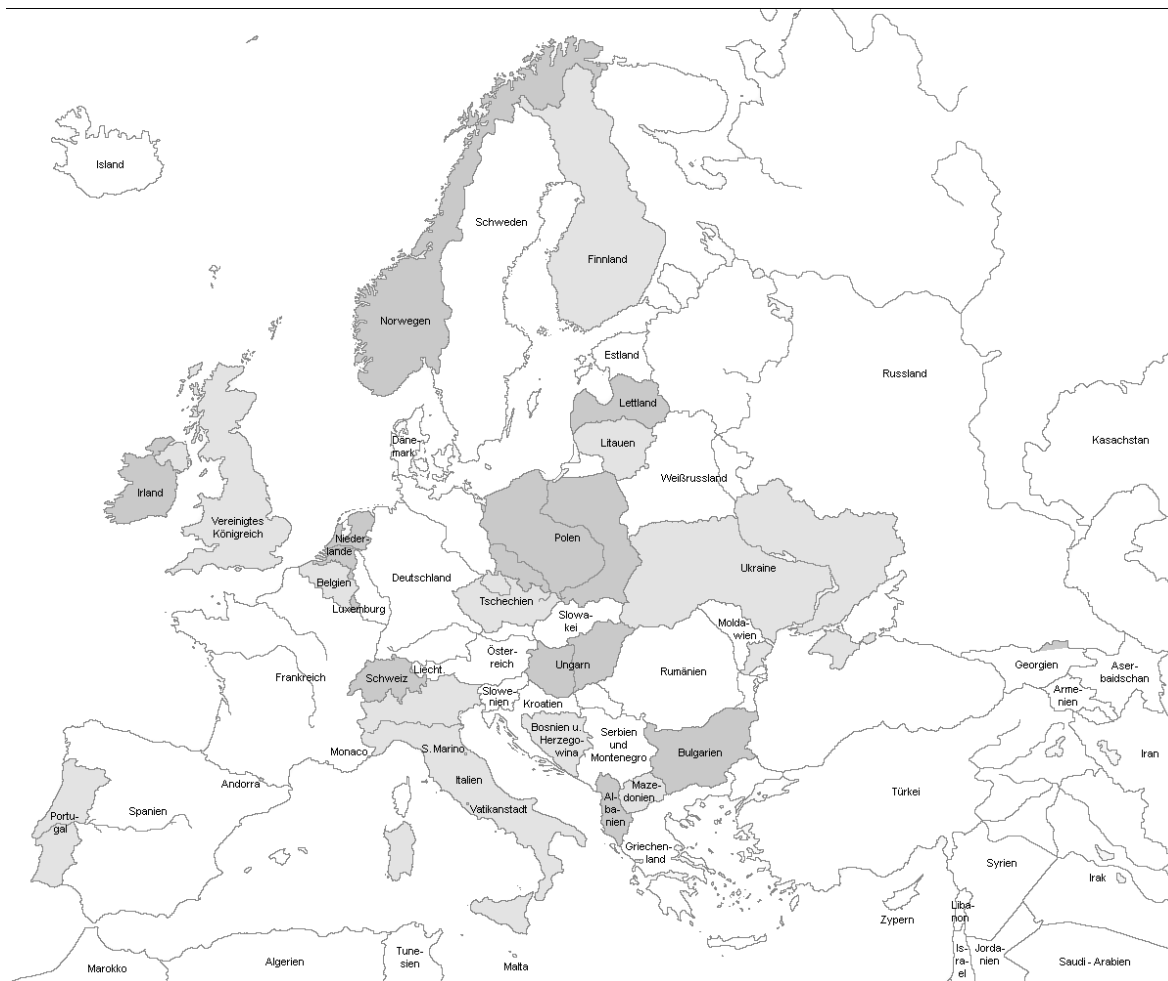 Island
Schweden
Finnland
Norwegen
Estland
Russland
Lettland
Däne-
mark
Litauen
Kasachstan
Weißrussland
Irland
Vereinigtes
Königreich
Nieder-
lande
Polen
Ukraine
Deutschland
Belgien
Luxemburg
Tschechien
Slowa-
kei
Moldawien
Öster-
reich
Ungarn
Rumänien
Georgien
Aser-
baidschan
Frankreich
Schweiz
Liecht.
Slowe-
nien
Kroatien
Arme-
nien
Bosnien u.
Herzego-
wina
Serbien
und
Montenegro
Bulgarien
Monaco
S. Marino
Iran
Italien
Andorra
Maze-
donien
Al-
ba-
nien
Türkei
Vatikanstadt
Spanien
Portu-
gal
Griechen-
land
Syrien
Irak
Zypern
Liba-
non
Is-
ra-
el
Jorda-
nien
Saudi - Arabien
Marokko
Algerien
Tune-
sien
Malta